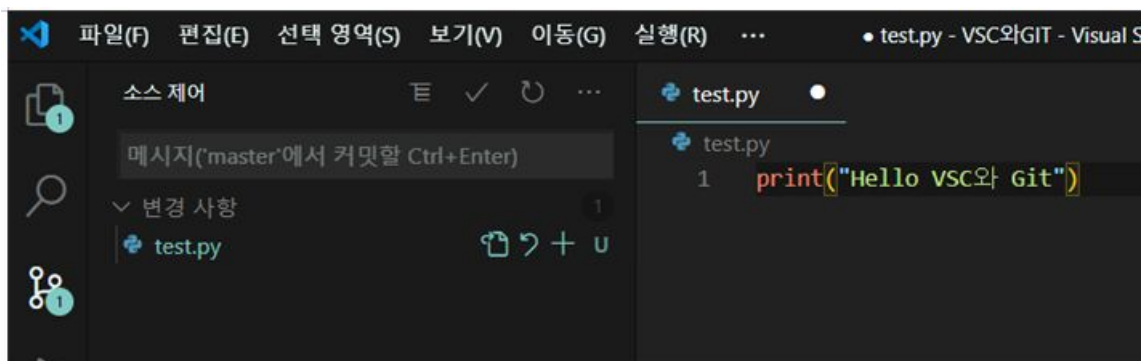 파일(F) 편집(E) 선택 영역(S) 보기(V) 이동(G) 실행(R) ··· ● test.py - VSC와GIT - Visual S
소스 제어 ···
메시지('master'에서 커밋할 Ctrl+Enter)
변경 사항 1
test.py U
1
1
test.py ●
test.py
1 print("Hello VSC와 Git")